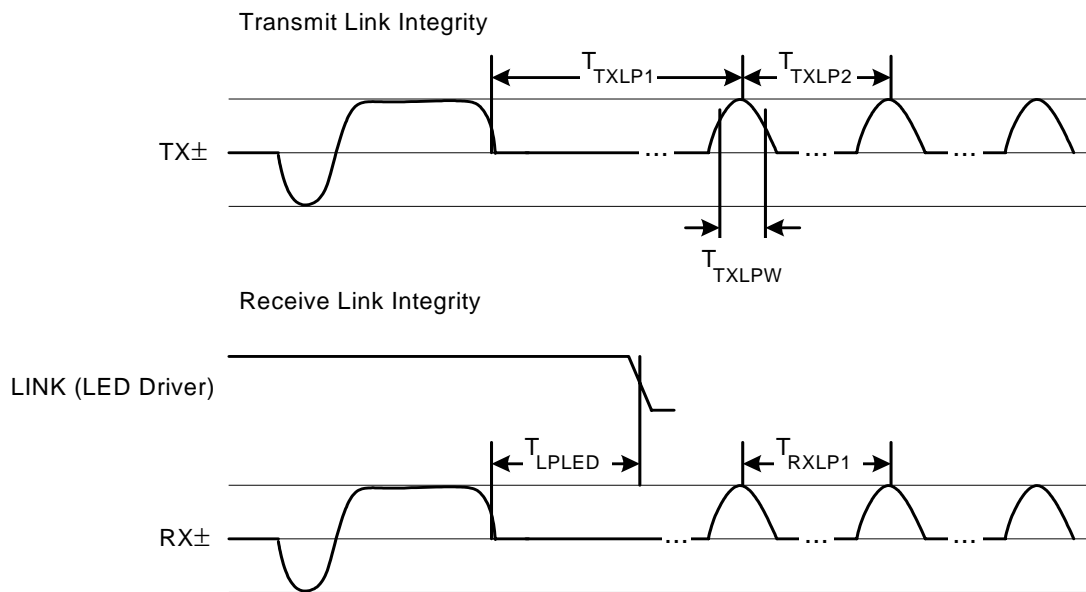 Transmit Link Integrity
TTXLP1
TTXLP2
TX±
... ... ...
TTXLPW
Receive Link Integrity
LINK (LED Driver)
TLPLED
TRXLP1
RX±
... ... ...